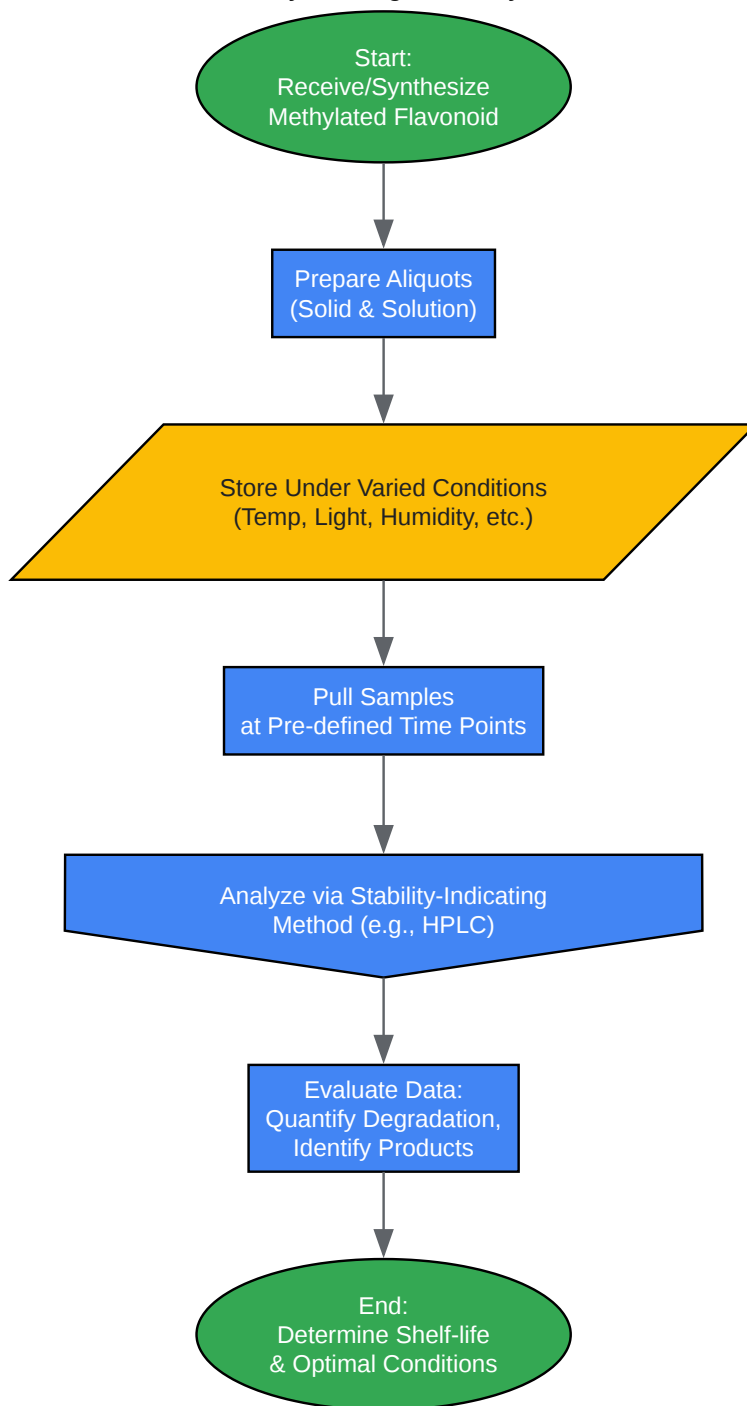 Start:
Receive/Synthesize
Methylated Flavonoid
Prepare Aliquots
(Solid & Solution)
Store Under Varied Conditions
(Temp, Light, Humidity, etc.)
Pull Samples
at Pre-defined Time Points
Analyze via Stability-Indicating
Method (e.g., HPLC)
Evaluate Data:
Quantify Degradation,
Identify Products
End:
Determine Shelf-life
& Optimal Conditions